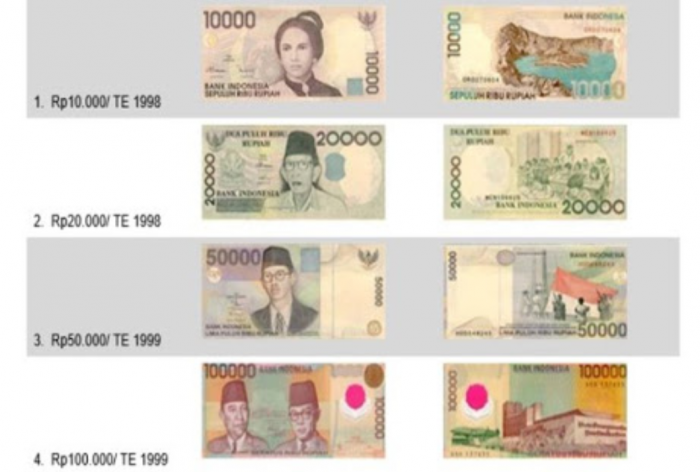 10000
10000
BANK INDONESIA
SEPULUH RIBU RUPIAH
BANK INDONESIA
10000
SEPULUH RIBU RUPIAH
10000
1. Rp10.000/ TE 1998
DUA PULUH RIBU
RUPIAH
20000
20000
BANK INDONESIA
DUA PULUH RIBU
RUPIAH
20000
BANK INDONESIA
20000
2. Rp20.000/ TE 1998
50000
50000
BANK INDONESIA
LIMA PULUH RIBU RUPIAH
50000
BANK INDONESIA
LIMA PULUH RIBU RUPIAH
50000
3. Rp50.000/ TE 1999
100000
BANK INDONESIA
100000
BANK INDONESIA
100000
100000
4. Rp100.000/ TE 1999